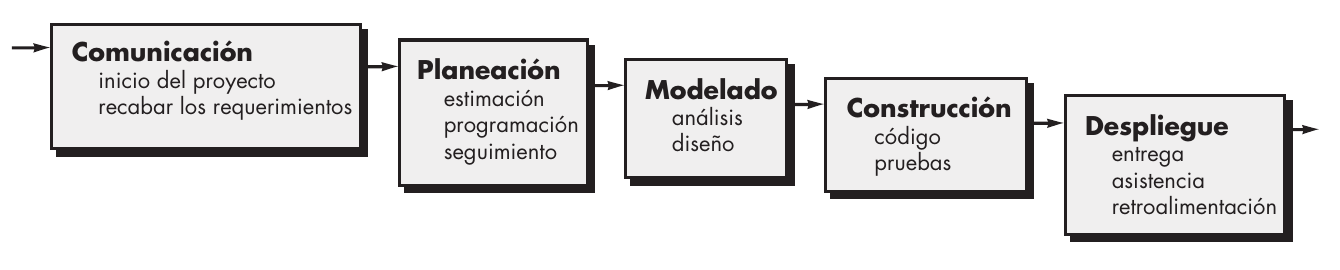 Comunicación
inicio del proyecto
recabar los requerimientos
Planeación
estimación
programación
seguimiento
Modelado
análisis
diseño
Construcción
código
pruebas
Despliegue
entrega
asistencia
retroalimentación